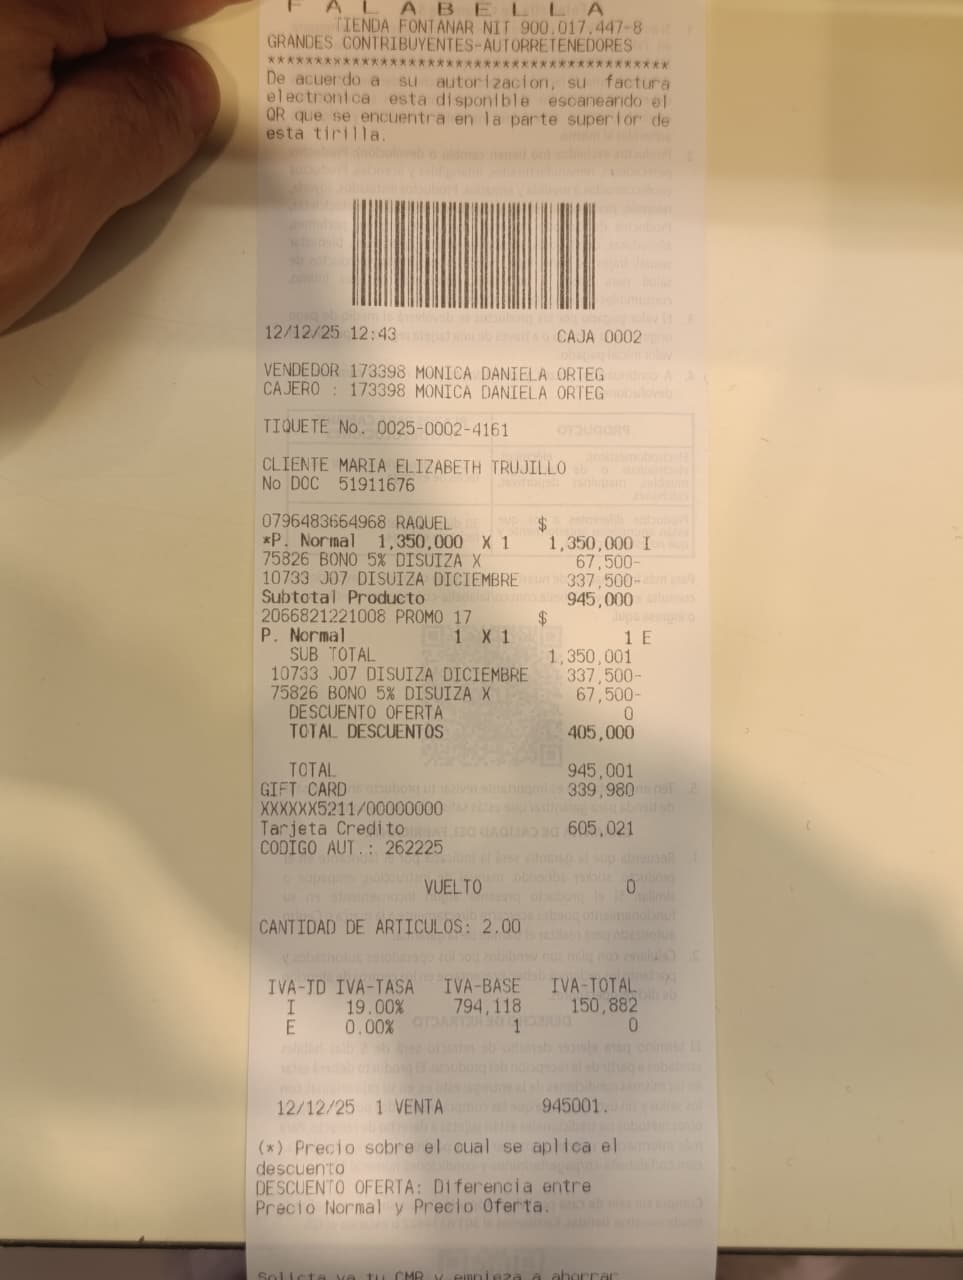 F A L A B E L L A
TIENDA FONTANAR NIT 900.017.447-8
GRANDES CONTRIBUYENTES-AUTORRETENEDORES
******************************************
De acuerdo a su autorizacion, su factura
electronica esta disponible escaneando el
QR que se encuentra en la parte superior de
esta tirilla.
12/12/25 12:43 CAJA 0002
VENDEDOR 173398 MONICA DANIELA ORTEG
CAJERO : 173398 MONICA DANIELA ORTEG
TIQUETE No. 0025-0002-4161
CLIENTE MARIA ELIZABETH TRUJILLO
No DOC 51911676
0796483664968 RAQUEL $
*P. Normal 1,350,000 X 1 1,350,000 I
75826 BONO 5% DISUIZA X 67,500-
10733 J07 DISUIZA DICIEMBRE 337,500-
Subtotal Producto 945,000
2066821221008 PROMO 17 $
P. Normal 1 X 1 1 E
SUB TOTAL 1,350,001
10733 J07 DISUIZA DICIEMBRE 337,500-
75826 BONO 5% DISUIZA X 67,500-
DESCUENTO OFERTA 0
TOTAL DESCUENTOS 405,000
TOTAL 945,001
GIFT CARD 339,980
XXXXXX5211/00000000
Tarjeta Credito 605,021
CODIGO AUT.: 262225
VUELTO 0
CANTIDAD DE ARTICULOS: 2.00
IVA-TD IVA-TASA IVA-BASE IVA-TOTAL
I 19.00% 794,118 150,882
E 0.00% 1 0
12/12/25 1 VENTA 945001.
(*) Precio sobre el cual se aplica el
descuento
DESCUENTO OFERTA: Diferencia entre
Precio Normal y Precio Oferta.
Solicta ya tu CMR y empieza a ahorrar